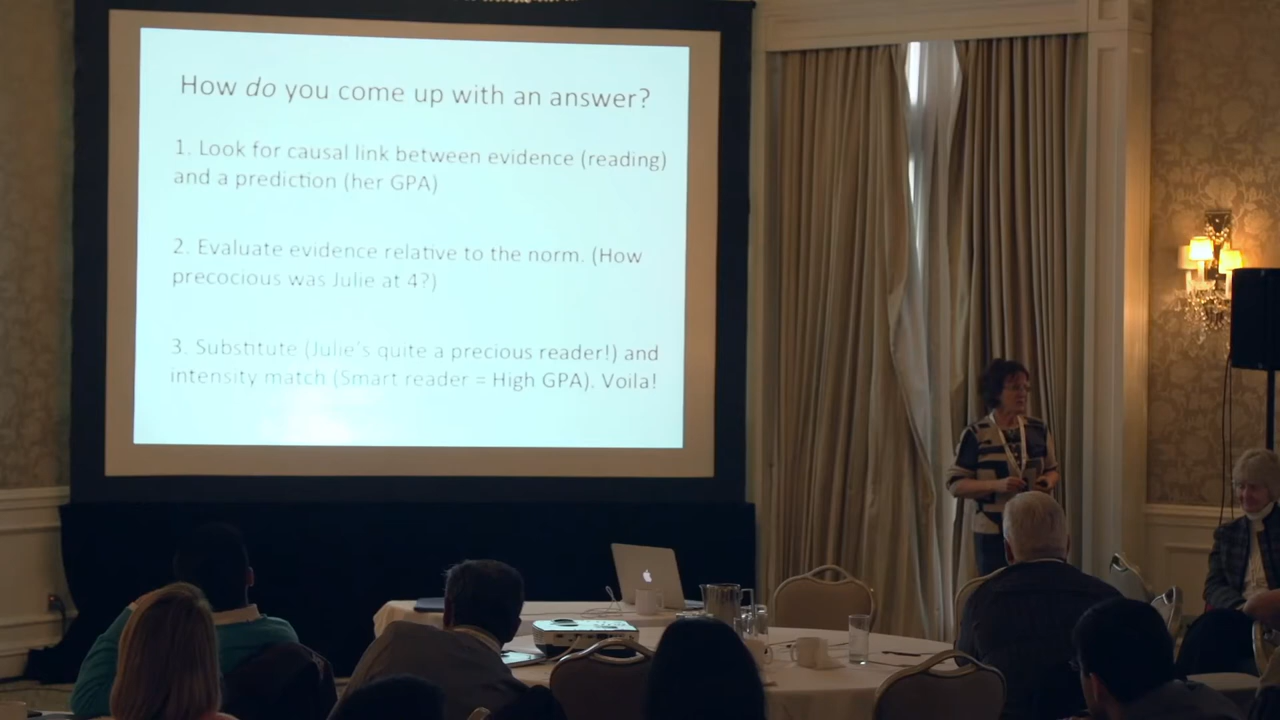 How do you come up with an answer?
1. Look for causal link between evidence (reading)
and a prediction (her GPA)
2. Evaluate evidence relative to the norm. (How
precocious was Julie at 4?)
3. Substitute (Julie's quite a precious reader!) and
intensity match (Smart reader = High GPA). Voila!